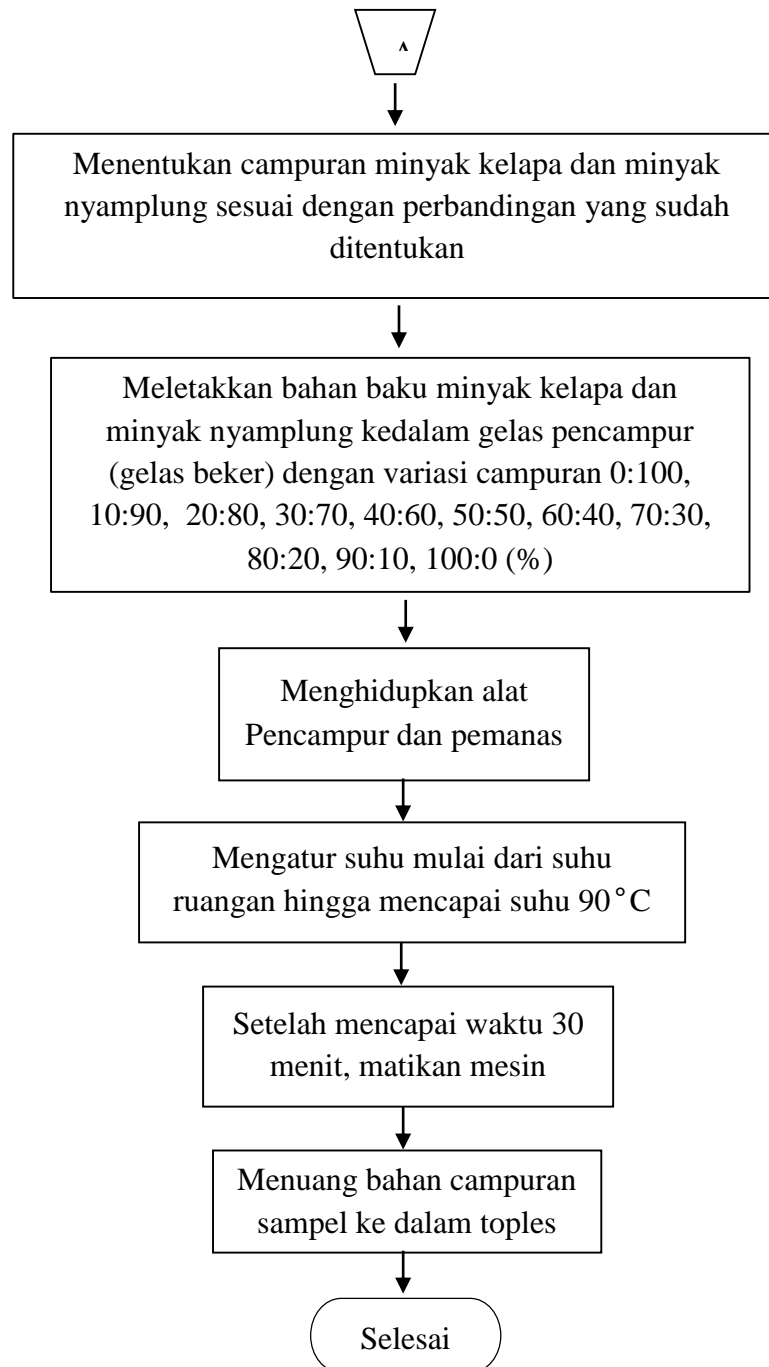 Menentukan campuran minyak kelapa dan minyak
nyamplung sesuai dengan perbandingan yang sudah
ditentukan
Meletakkan bahan baku minyak kelapa dan
minyak nyamplung kedalam gelas pencampur
(gelas beker) dengan variasi campuran 0:100,
10:90, 20:80, 30:70, 40:60, 50:50, 60:40, 70:30,
80:20, 90:10, 100:0 (%)
Menghidupkan alat
Pencampur dan pemanas
Mengatur suhu mulai dari suhu
ruangan hingga mencapai suhu 90°C
Setelah mencapai waktu 30
menit, matikan mesin
Menuang bahan campuran
sampel ke dalam toples
Selesai